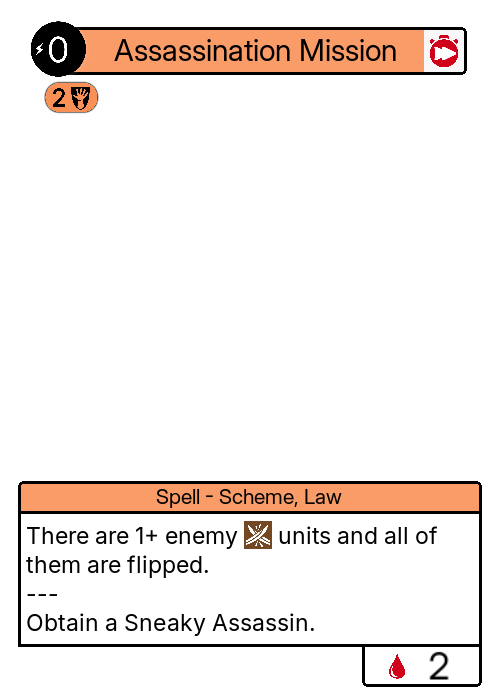 0
Assassination Mission
2
Spell - Scheme, Law
There are 1+ enemy units and all of
them are flipped.
---
Obtain a Sneaky Assassin.
2